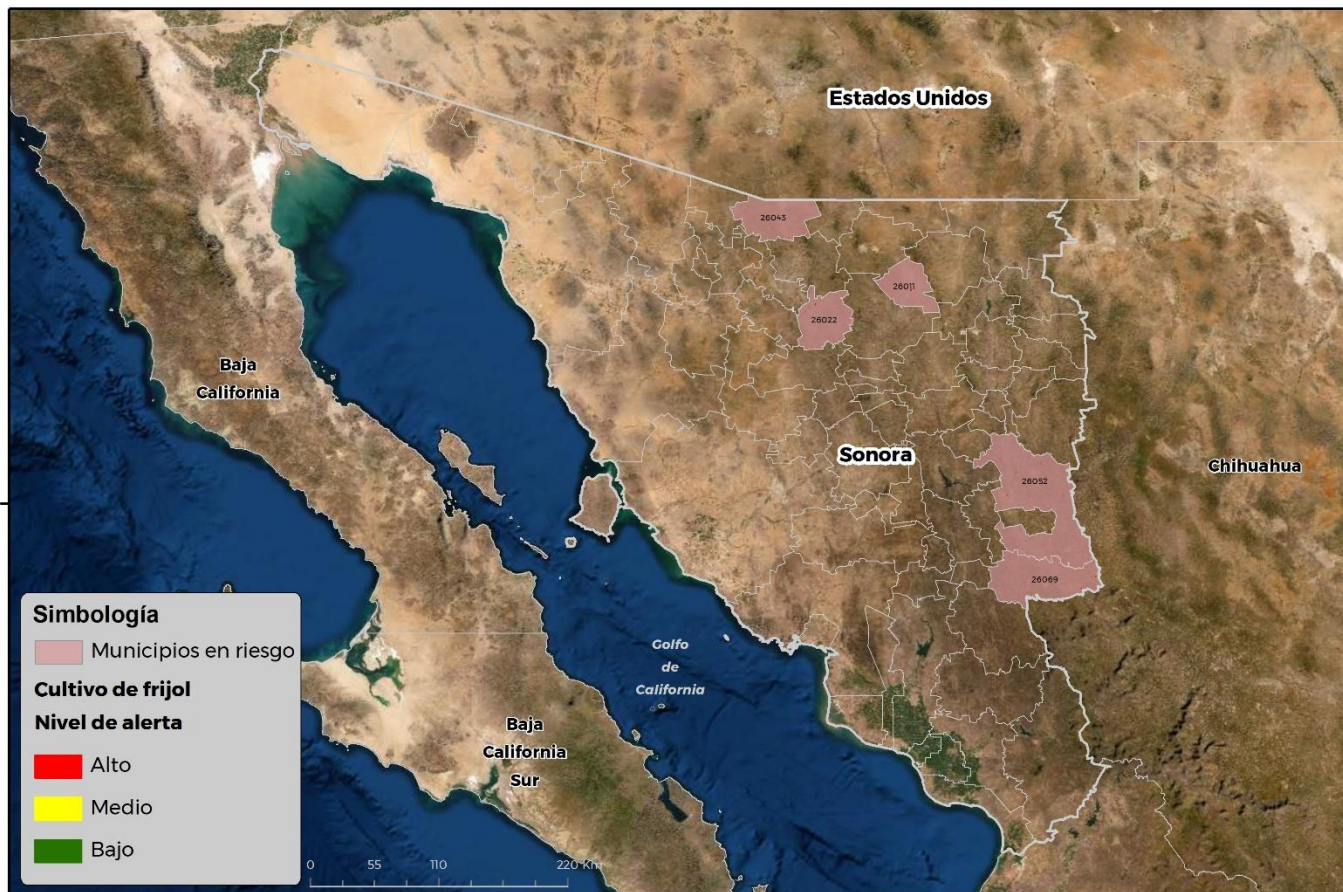 Estados Unidos
26043
26011
26022
Baja
California
Sonora
Chihuahua
26052
26069
Golfo
de
California
Baja
California
Sur
Simbología
Municipios en riesgo
Cultivo de frijol
Nivel de alerta
Alto
Medio
Bajo
0 55 110 220 Km